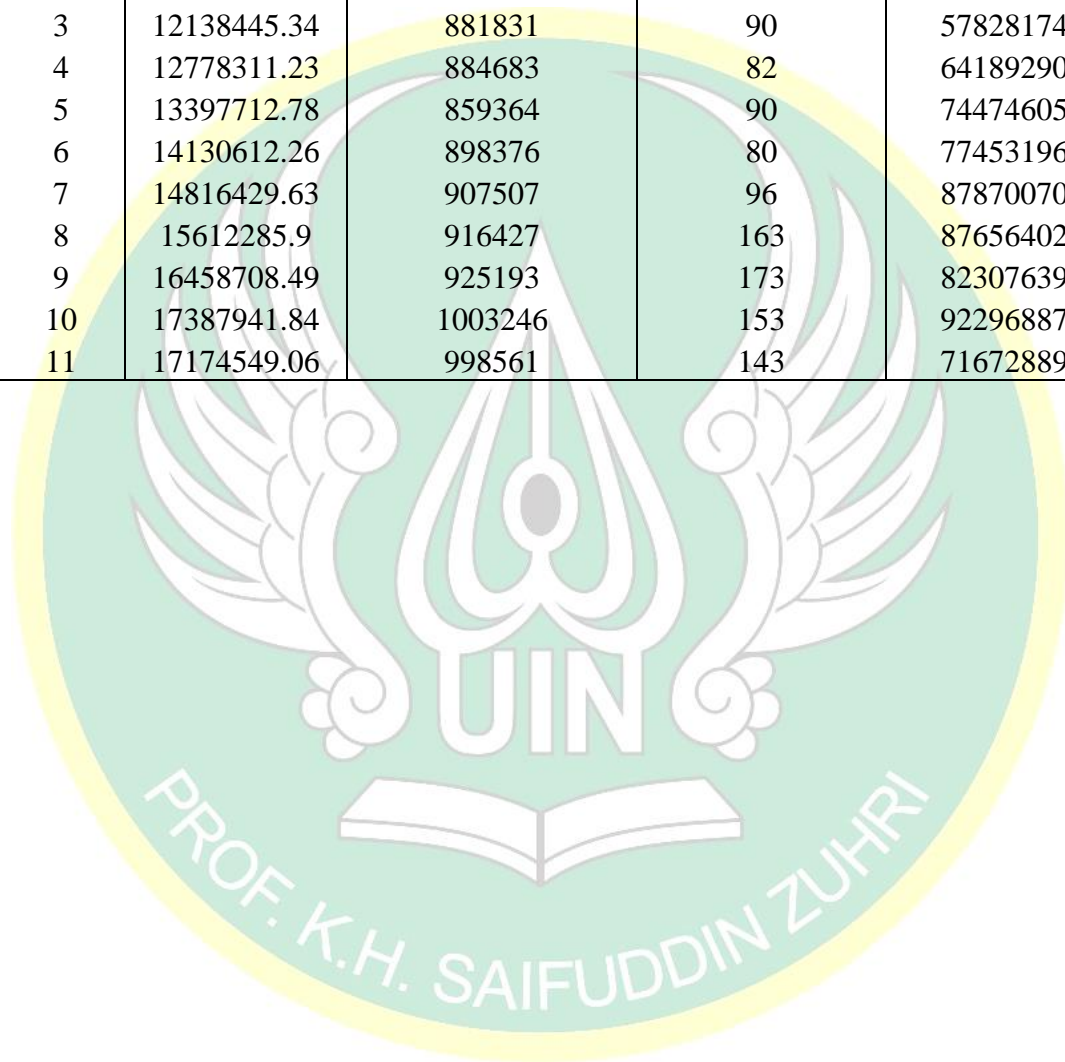 3 12138445.34 881831 90 57828174
4 12778311.23 884683 82 64189290
5 13397712.78 859364 90 74474605
6 14130612.26 898376 80 77453196
7 14816429.63 907507 96 87870070
8 15612285.9 916427 163 87656402
9 16458708.49 925193 173 82307639
10 17387941.84 1003246 153 92296887
11 17174549.06 998561 143 71672889
UIN
PROF. K.H. SAIFUDDIN ZUHRI